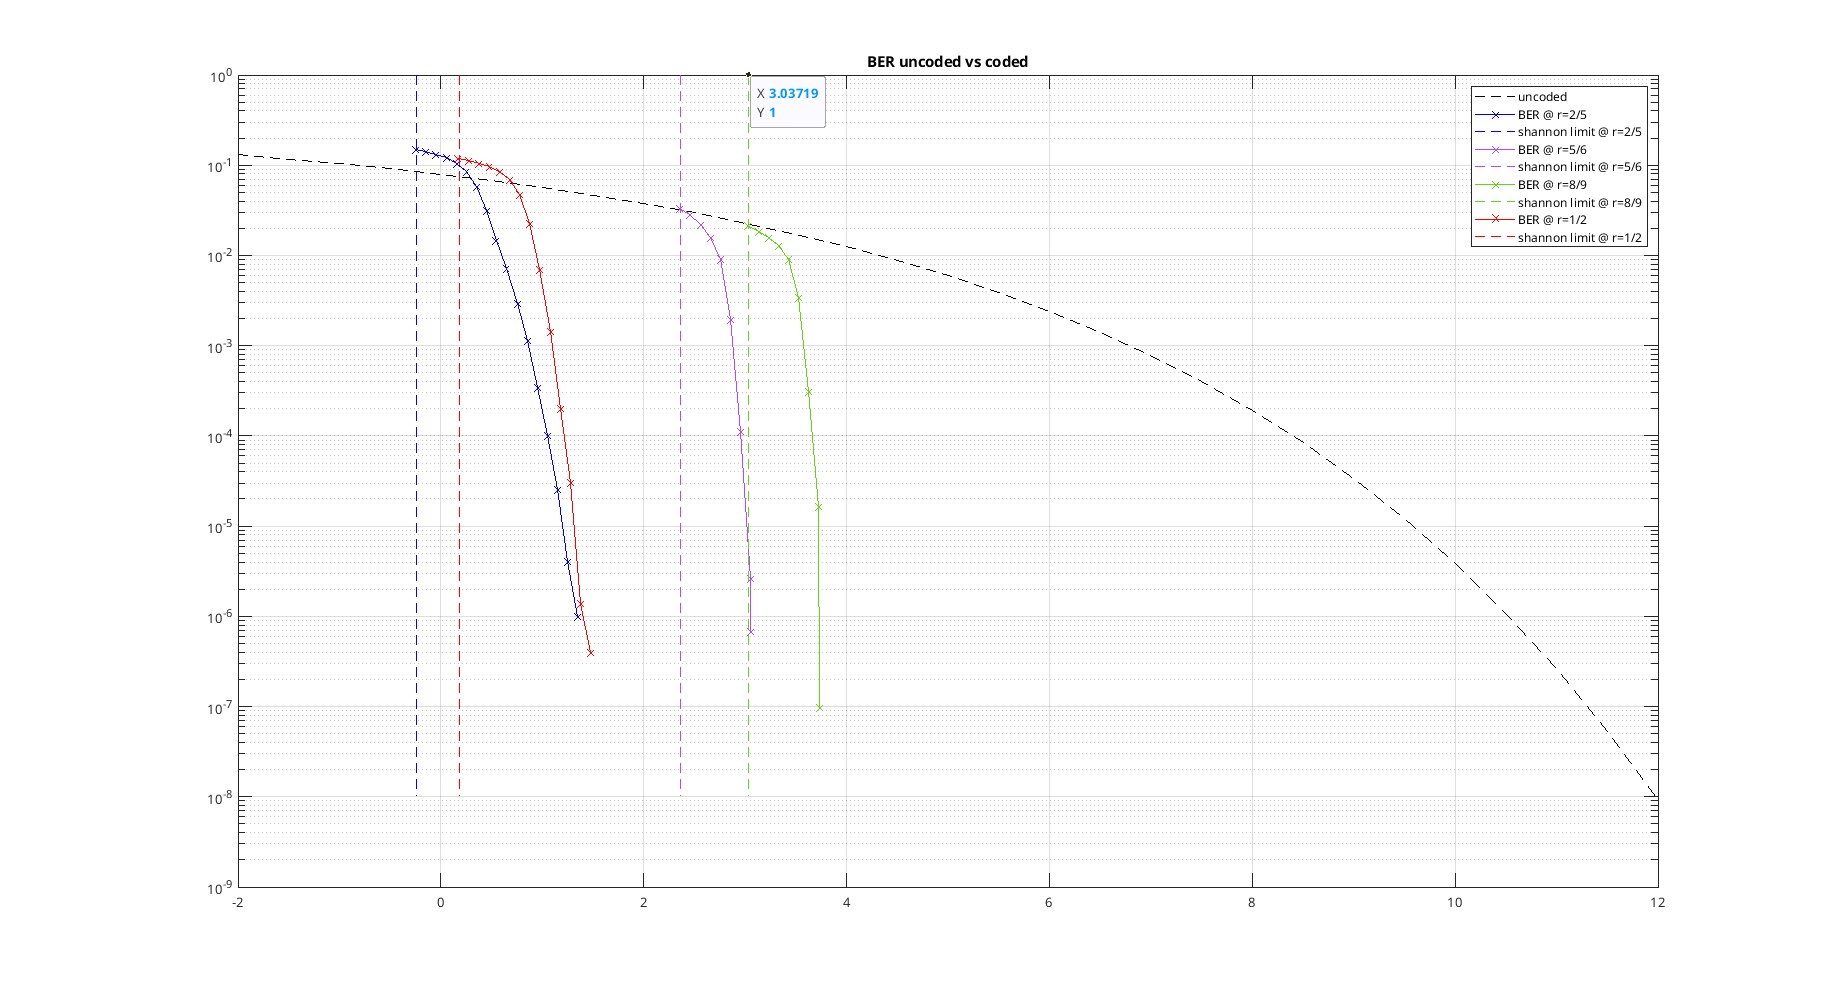 BER uncoded vs coded
10^0
10^-1
10^-2
10^-3
10^-4
10^-5
10^-6
10^-7
10^-8
10^-9
X 3.03719
Y 1
uncoded
BER @ r=2/5
shannon limit @ r=2/5
BER @ r=5/6
shannon limit @ r=5/6
BER @ r=8/9
shannon limit @ r=8/9
BER @ r=1/2
shannon limit @ r=1/2
-2 0 2 4 6 8 10 12